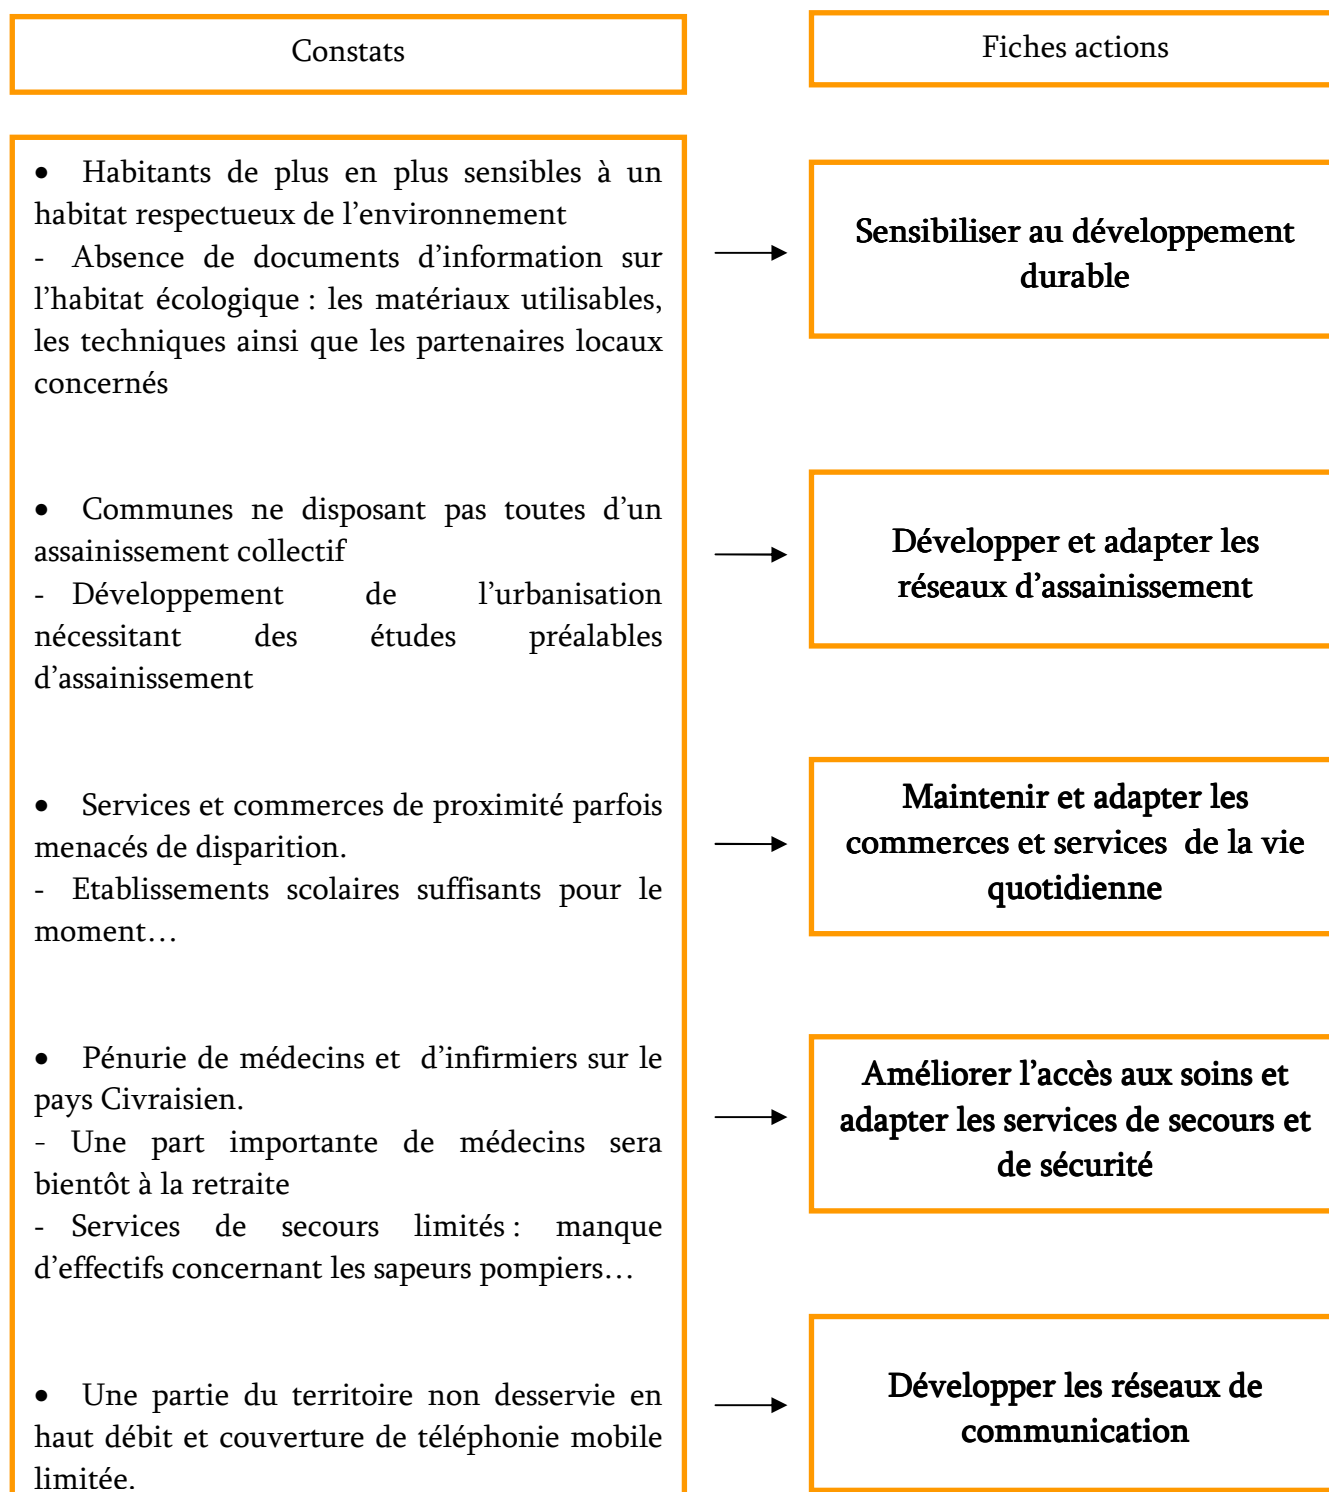 Constats
Fiches actions
• Habitants de plus en plus sensibles à un
habitat respectueux de l’environnement
- Absence de documents d’information sur
l’habitat écologique : les matériaux utilisables,
les techniques ainsi que les partenaires locaux
concernés
Sensibiliser au développement
durable
• Communes ne disposant pas toutes d’un
assainissement collectif
- Développement de l’urbanisation
nécessitant des études préalables
d’assainissement
Développer et adapter les
réseaux d’assainissement
• Services et commerces de proximité parfois
menacés de disparition.
- Etablissements scolaires suffisants pour le
moment…
Maintenir et adapter les
commerces et services de la vie
quotidienne
• Pénurie de médecins et d’infirmiers sur le
pays Civraisien.
- Une part importante de médecins sera
bientôt à la retraite
- Services de secours limités : manque
d’effectifs concernant les sapeurs pompiers…
Améliorer l’accès aux soins et
adapter les services de secours et
de sécurité
• Une partie du territoire non desservie en
haut débit et couverture de téléphonie mobile
limitée.
Développer les réseaux de
communication